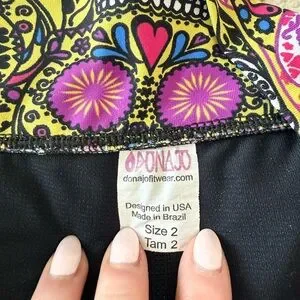 DONAJO
donajofitwear.com
Designed in USA
Made in Brazil
Size 2
Tam 2